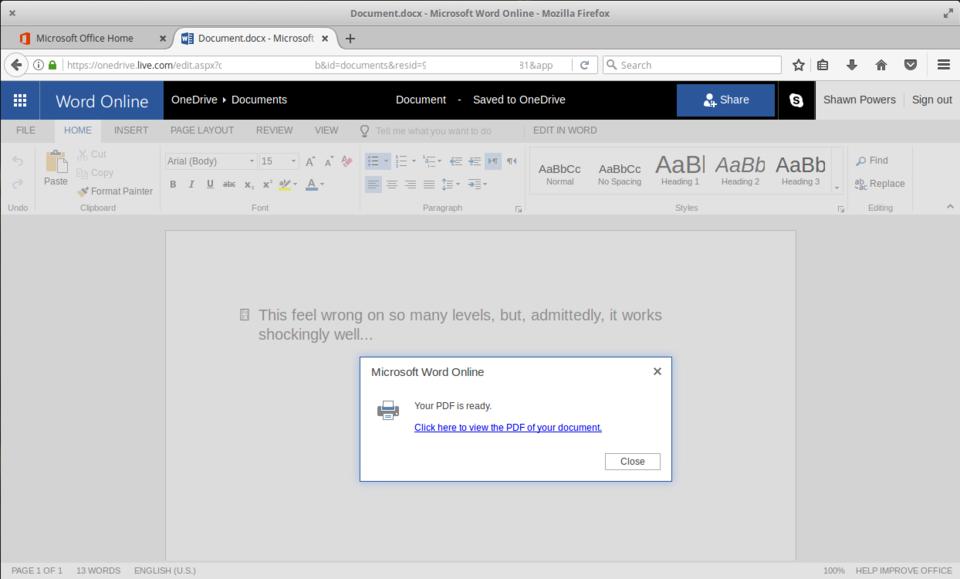 Document.docx - Microsoft Word Online - Mozilla Firefox
Microsoft Office Home
Document.docx - Microsoft
https://onedrive.live.com/edit.aspx?c b&id=documents&resid=9 81&app
Search
Word Online
OneDrive ▸ Documents
Document - Saved to OneDrive
Share
Shawn Powers
Sign out
FILE HOME INSERT PAGE LAYOUT REVIEW VIEW Tell me what you want to do EDIT IN WORD
Paste
Cut
Copy
Format Painter
Arial (Body) 15
B I U abc x₂ x²
AaBbCc AaBbCc AaBl AaBb AaBb
Normal No Spacing Heading 1 Heading 2 Heading 3
Find
Replace
Undo Clipboard Font Paragraph Styles Editing
This feel wrong on so many levels, but, admittedly, it works
shockingly well...
Microsoft Word Online
Your PDF is ready.
Click here to view the PDF of your document.
Close
PAGE 1 OF 1 13 WORDS ENGLISH (U.S.) 100% HELP IMPROVE OFFICE